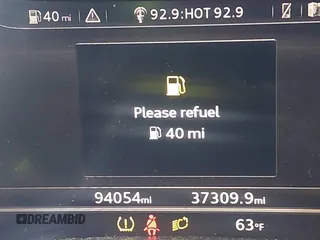 40 mi
92.9:HOT 92.9
Please refuel
40 mi
94054mi
37309.9mi
DREAMBID
63°F